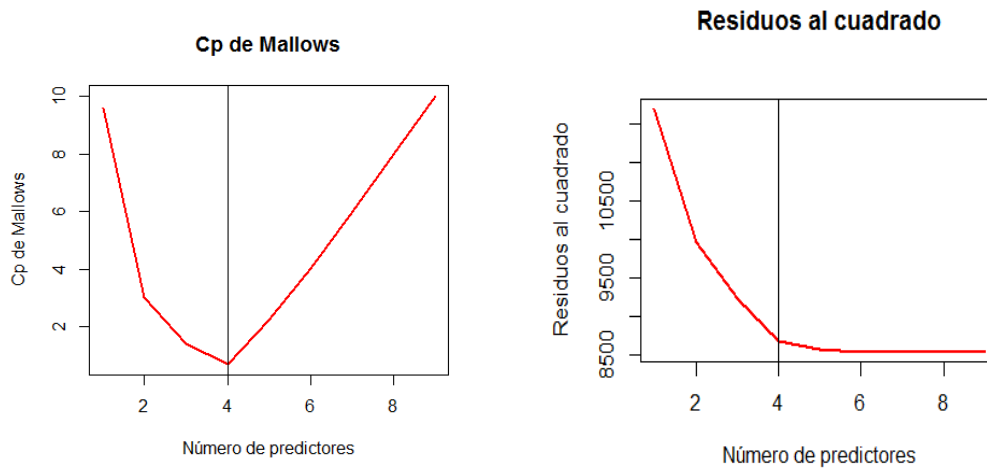 Cp de Mallows
Cp de Mallows
10
8
6
4
2
2 4 6 8
Número de predictores
Residuos al cuadrado
Residuos al cuadrado
10500
9500
8500
2 4 6 8
Número de predictores